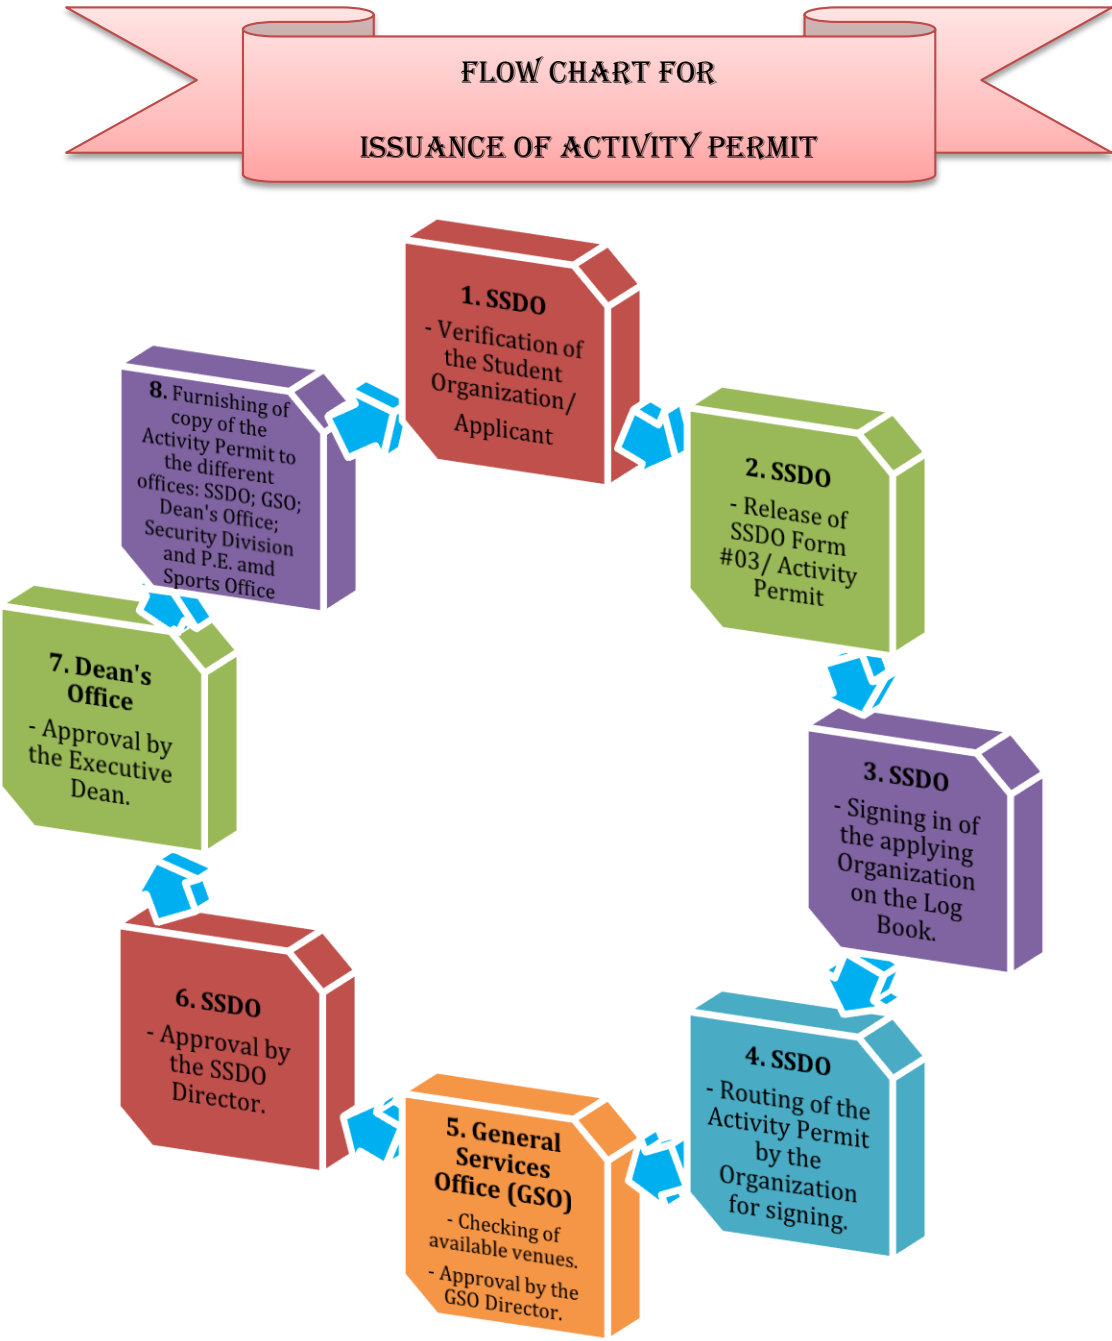 FLOW CHART FOR
ISSUANCE OF ACTIVITY PERMIT
1. SSDO
- Verification of
the Student
Organization/
Applicant
2. SSDO
- Release of
SSDO Form
#03/ Activity
Permit
3. SSDO
- Signing in of
the applying
Organization
on the Log
Book.
4. SSDO
- Routing of the
Activity Permit
by the
Organization
for signing.
5. General
Services
Office (GSO)
- Checking of
available venues.
- Approval by the
GSO Director.
6. SSDO
- Approval by
the SSDO
Director.
7. Dean's
Office
- Approval by
the Executive
Dean.
8. Furnishing of
copy of the
Activity Permit to
the different
offices: SSDO; GSO;
Dean's Office;
Security Division
and P.E. amd
Sports Office